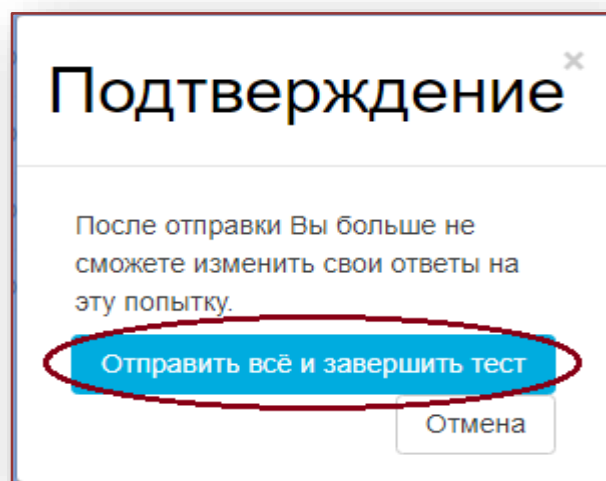 Подтверждение
После отправки Вы больше не
сможете изменить свои ответы на
эту попытку.
Отправить всё и завершить тест
Отмена